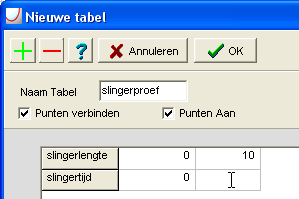 Nieuwe tabel
? Annuleren OK
Naam Tabel slingerproef
Punten verbinden Punten Aan
slingerlengte 0 10
slingertijd 0